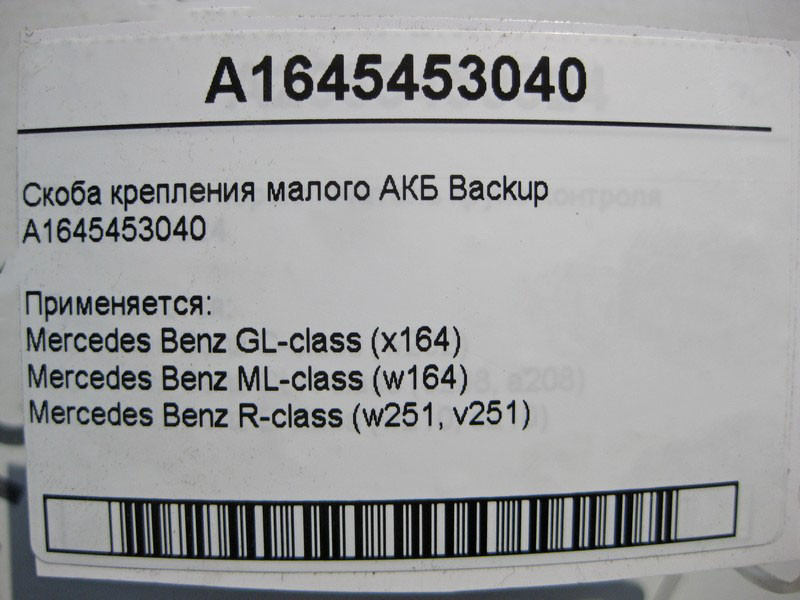 A1645453040
Скоба крепления малого АКБ Backup
A1645453040
Применяется:
Mercedes Benz GL-class (x164)
Mercedes Benz ML-class (w164)
Mercedes Benz R-class (w251, v251)